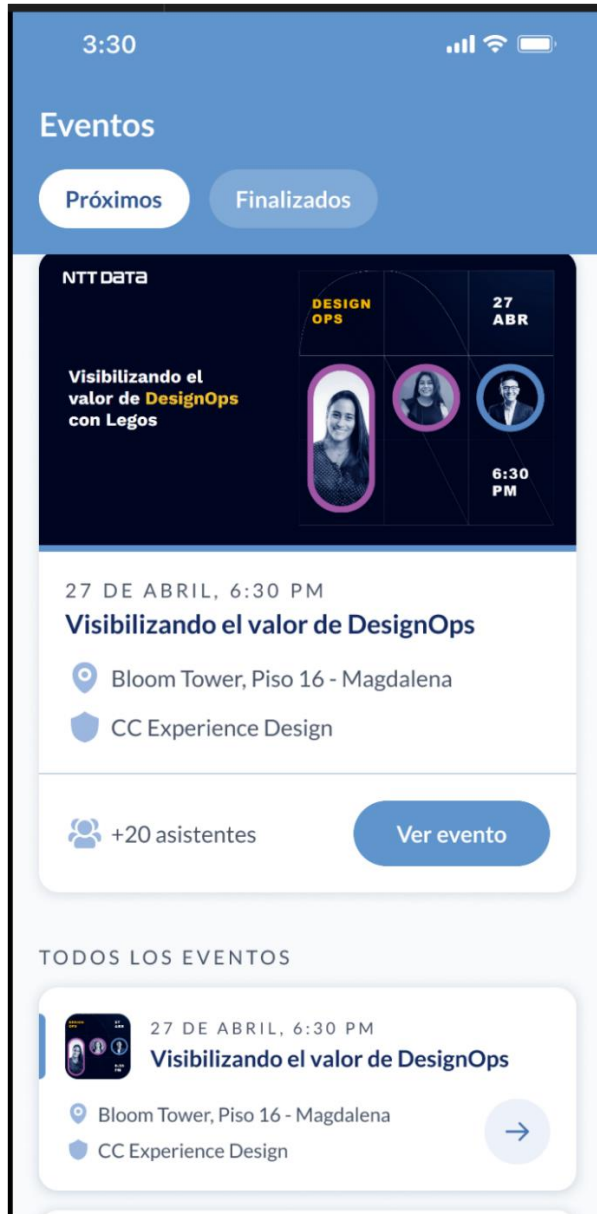 3:30
Eventos
Próximos
Finalizados
NTT DATA
DESIGN
OPS
27
ABR
Visibilizando el
valor de DesignOps
con Legos
6:30
PM
27 DE ABRIL, 6:30 PM
Visibilizando el valor de DesignOps
Bloom Tower, Piso 16 - Magdalena
CC Experience Design
+20 asistentes
Ver evento
TODOS LOS EVENTOS
27 DE ABRIL, 6:30 PM
Visibilizando el valor de DesignOps
Bloom Tower, Piso 16 - Magdalena
CC Experience Design